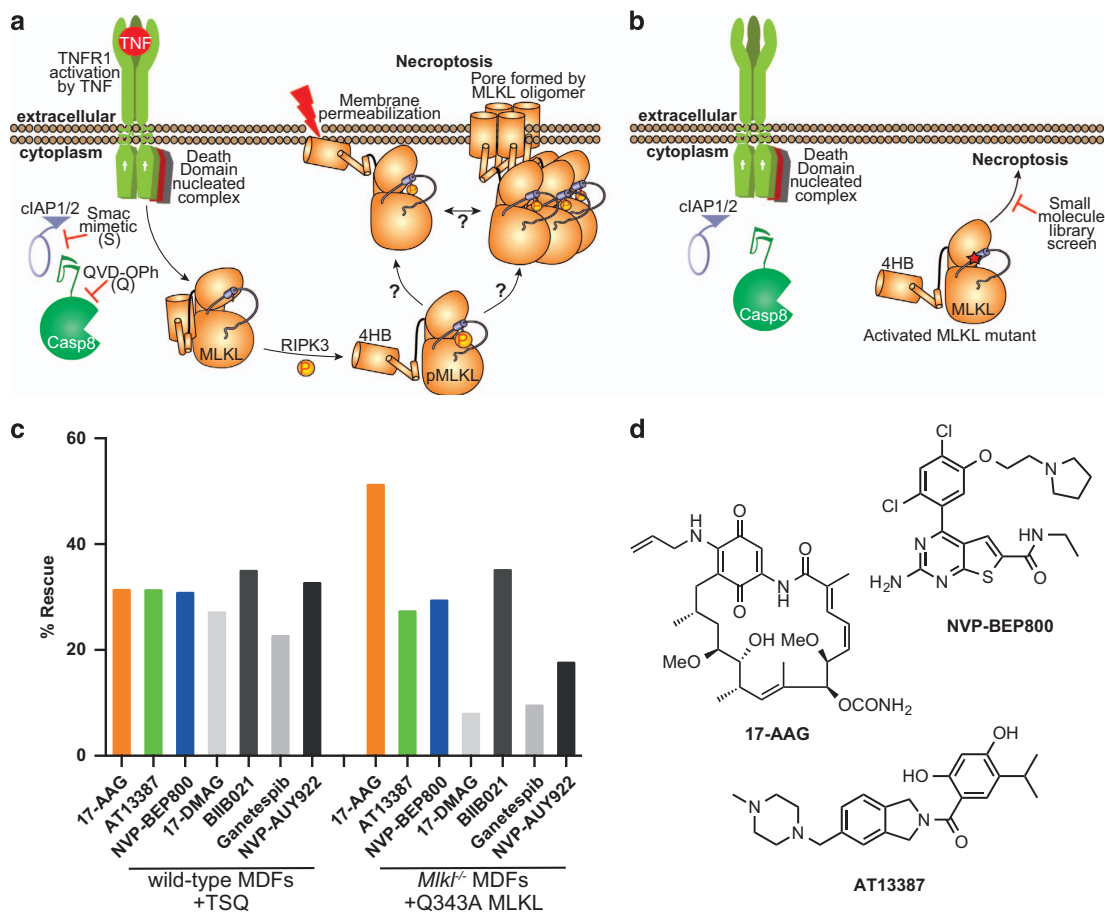 a
TNF
TNFR1
activation
by TNF
extracellular
cytoplasm
Death
Domain
nucleated
complex
cIAP1/2
Smac
mimetic
(S)
QVD-OPh
(Q)
Casp8
MLKL
RIPK3
P
4HB
P
pMLKL
?
?
?
Membrane
permeabilization
Necroptosis
Pore formed by
MLKL oligomer
P
P
P
P
b
extracellular
cytoplasm
Death
Domain
nucleated
complex
cIAP1/2
Casp8
Necroptosis
Small
molecule
library
screen
4HB
MLKL
Activated MLKL mutant
c
% Rescue
60
40
20
0
17-AAG
AT13387
NVP-BEP800
17-DMAG
BIIB021
Ganetespib
NVP-AUY922
17-AAG
AT13387
NVP-BEP800
17-DMAG
BIIB021
Ganetespib
NVP-AUY922
wild-type MDFs
+TSQ
Mlkl-/- MDFs
+Q343A MLKL
d
Cl
O
N
Cl
N
N
H2N
S
HN
O
NVP-BEP800
H
N
O
O
O
N
H
OH
MeO
MeO
OCONH2
17-AAG
OH
HO
N
N
N
O
AT13387